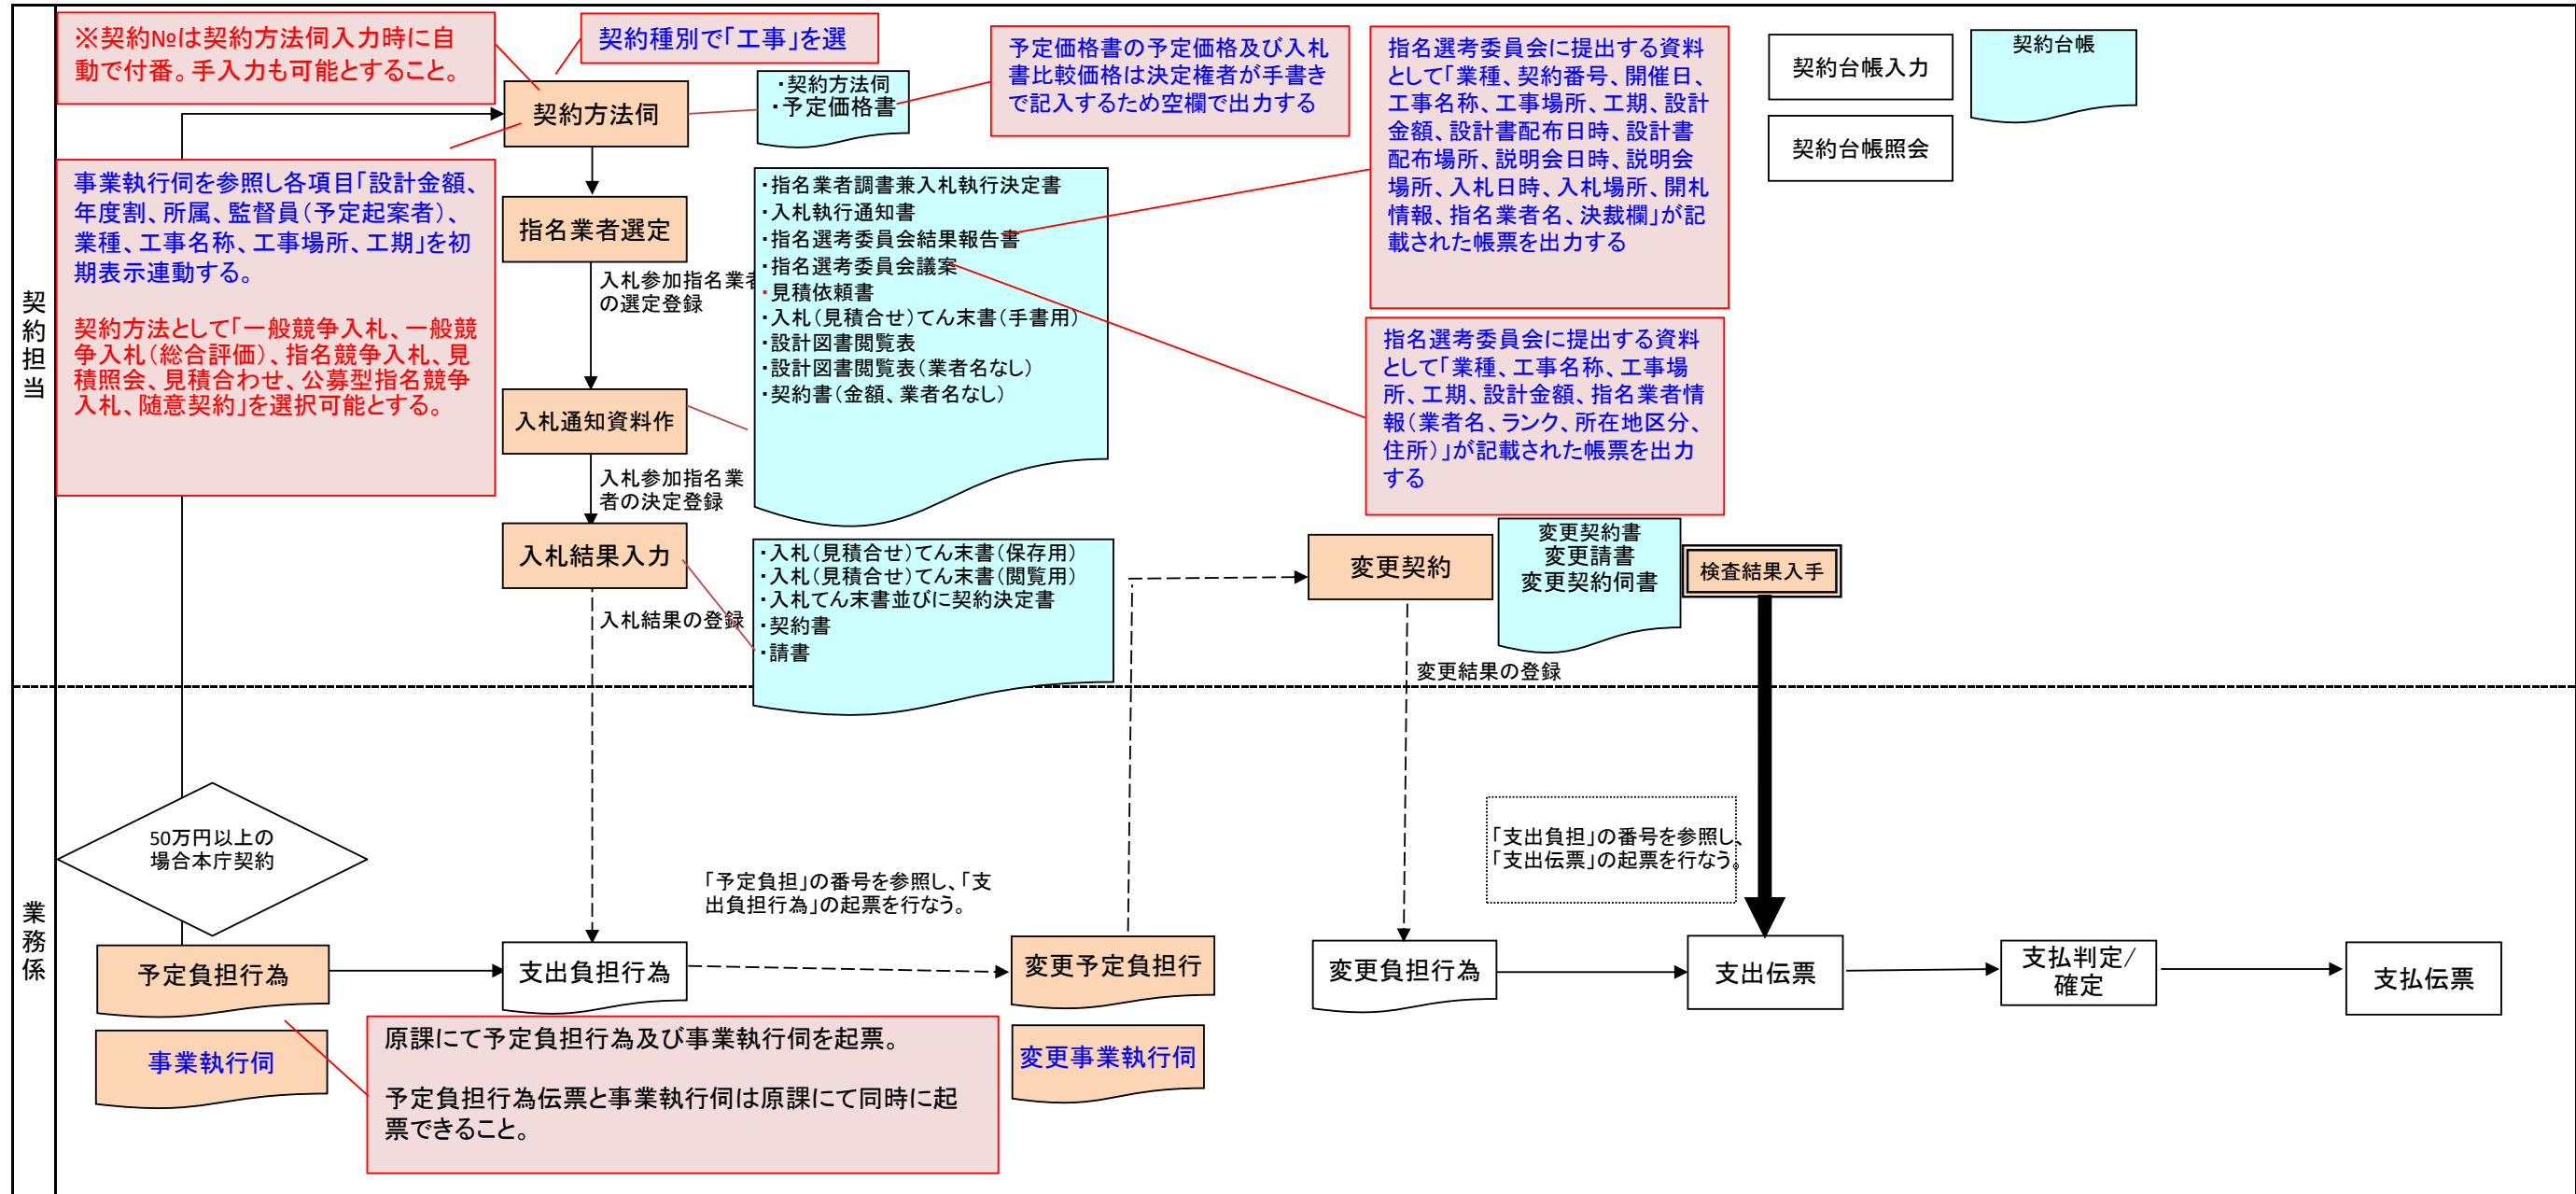 ※契約№は契約方法伺入力時に自
動で付番。手入力も可能とすること。
契約種別で「工事」を選
契約方法伺
・契約方法伺
・予定価格書
予定価格書の予定価格及び入札
書比較価格は決定権者が手書き
で記入するため空欄で出力する
指名選考委員会に提出する資料
として「業種、契約番号、開催日、
工事名称、工事場所、工期、設計
金額、設計書配布日時、設計書
配布場所、説明会日時、説明会
場所、入札日時、入札場所、開札
情報、指名業者名、決裁欄」が記
載された帳票を出力する
契約台帳入力
契約台帳照会
契約台帳
事業執行伺を参照し各項目「設計金額、
年度割、所属、監督員（予定起案者）、
業種、工事名称、工事場所、工期」を初
期表示連動する。
契約方法として「一般競争入札、一般競
争入札（総合評価）、指名競争入札、見
積照会、見積合わせ、公募型指名競争
入札、随意契約」を選択可能とする。
指名業者選定
入札参加指名業者
の選定登録
・指名業者調書兼入札執行決定書
・入札執行通知書
・指名選考委員会結果報告書
・指名選考委員会議案
・見積依頼書
・入札（見積合せ）てん末書（手書用）
・設計図書閲覧表
・設計図書閲覧表（業者名なし）
・契約書（金額、業者名なし）
指名選考委員会に提出する資料
として「業種、工事名称、工事場
所、工期、設計金額、指名業者情
報（業者名、ランク、所在地区分、
住所）」が記載された帳票を出力
する
契約担当
入札通知資料作
入札参加指名業
者の決定登録
入札結果入力
入札結果の登録
・入札（見積合せ）てん末書（保存用）
・入札（見積合せ）てん末書（閲覧用）
・入札てん末書並びに契約決定書
・契約書
・請書
変更契約
変更契約書
変更請書
変更契約伺書
検査結果入手
変更結果の登録
業務係
50万円以上の
場合本庁契約
「予定負担」の番号を参照し、「支
出負担行為」の起票を行なう。
「支出負担」の番号を参照し、
「支出伝票」の起票を行なう。
予定負担行為
支出負担行為
変更予定負担行
変更負担行為
支出伝票
支払判定/
確定
支払伝票
事業執行伺
原課にて予定負担行為及び事業執行伺を起票。
予定負担行為伝票と事業執行伺は原課にて同時に起
票できること。
変更事業執行伺